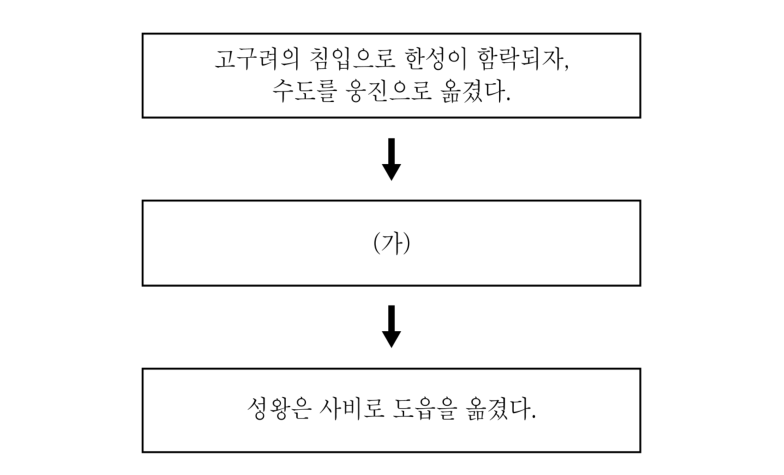 고구려의 침입으로 한성이 함락되자,
수도를 웅진으로 옮겼다.
(가)
성왕은 사비로 도읍을 옮겼다.